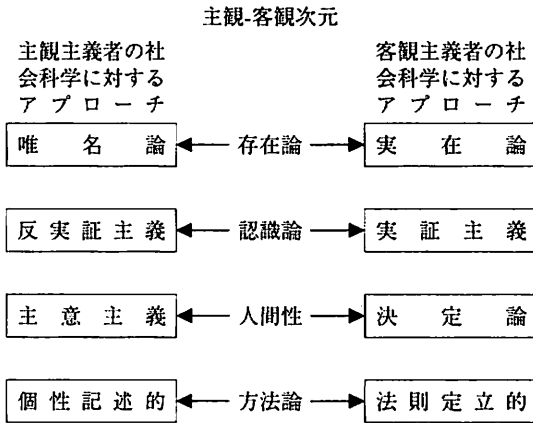 主観-客観次元
主観主義者の社
会科学に対する
アプローチ
客観主義者の社
会科学に対する
アプローチ
唯名論 存在論 実在論
反実証主義 認識論 実証主義
主意主義 人間性 決定論
個性記述的 方法論 法則定立的